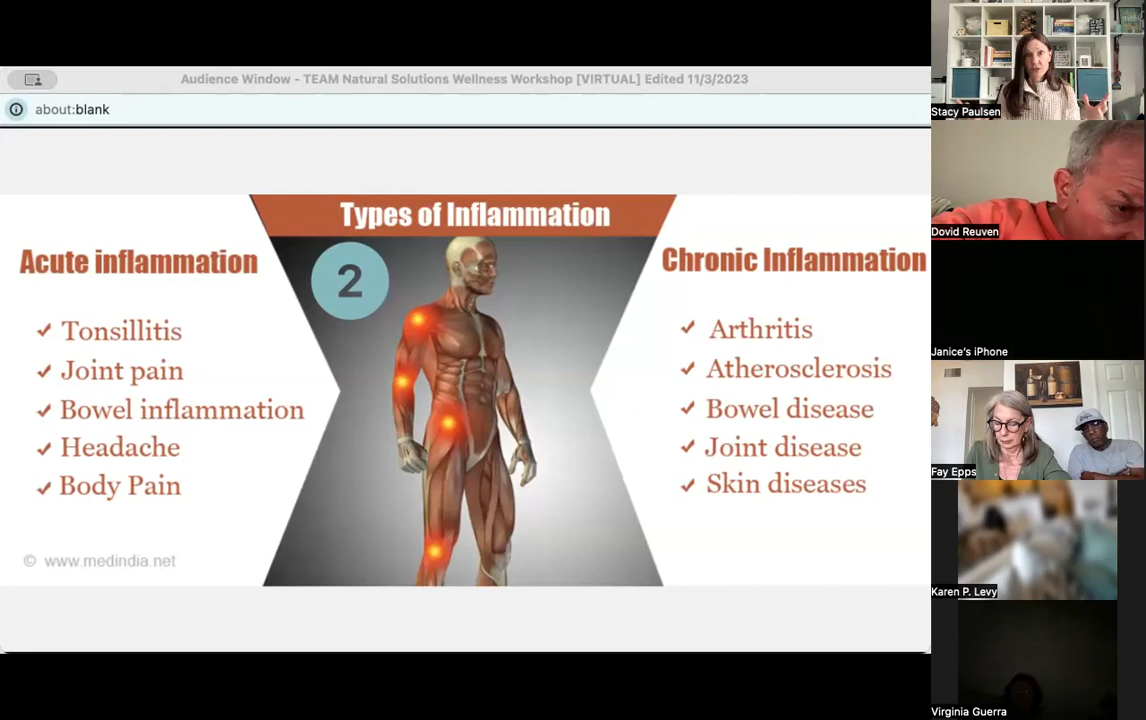 Audience Window - TEAM Natural Solutions Wellness Workshop [VIRTUAL] Edited 11/3/2023
about:blank
Types of Inflammation
2
Acute inflammation
Tonsillitis
Joint pain
Bowel inflammation
Headache
Body Pain
© www.medindia.net
Chronic Inflammation
Arthritis
Atherosclerosis
Bowel disease
Joint disease
Skin diseases
Stacy Paulsen
Dovid Reuven
Janice's iPhone
Fay Epps
Karen P. Levy
Virginia Guerra